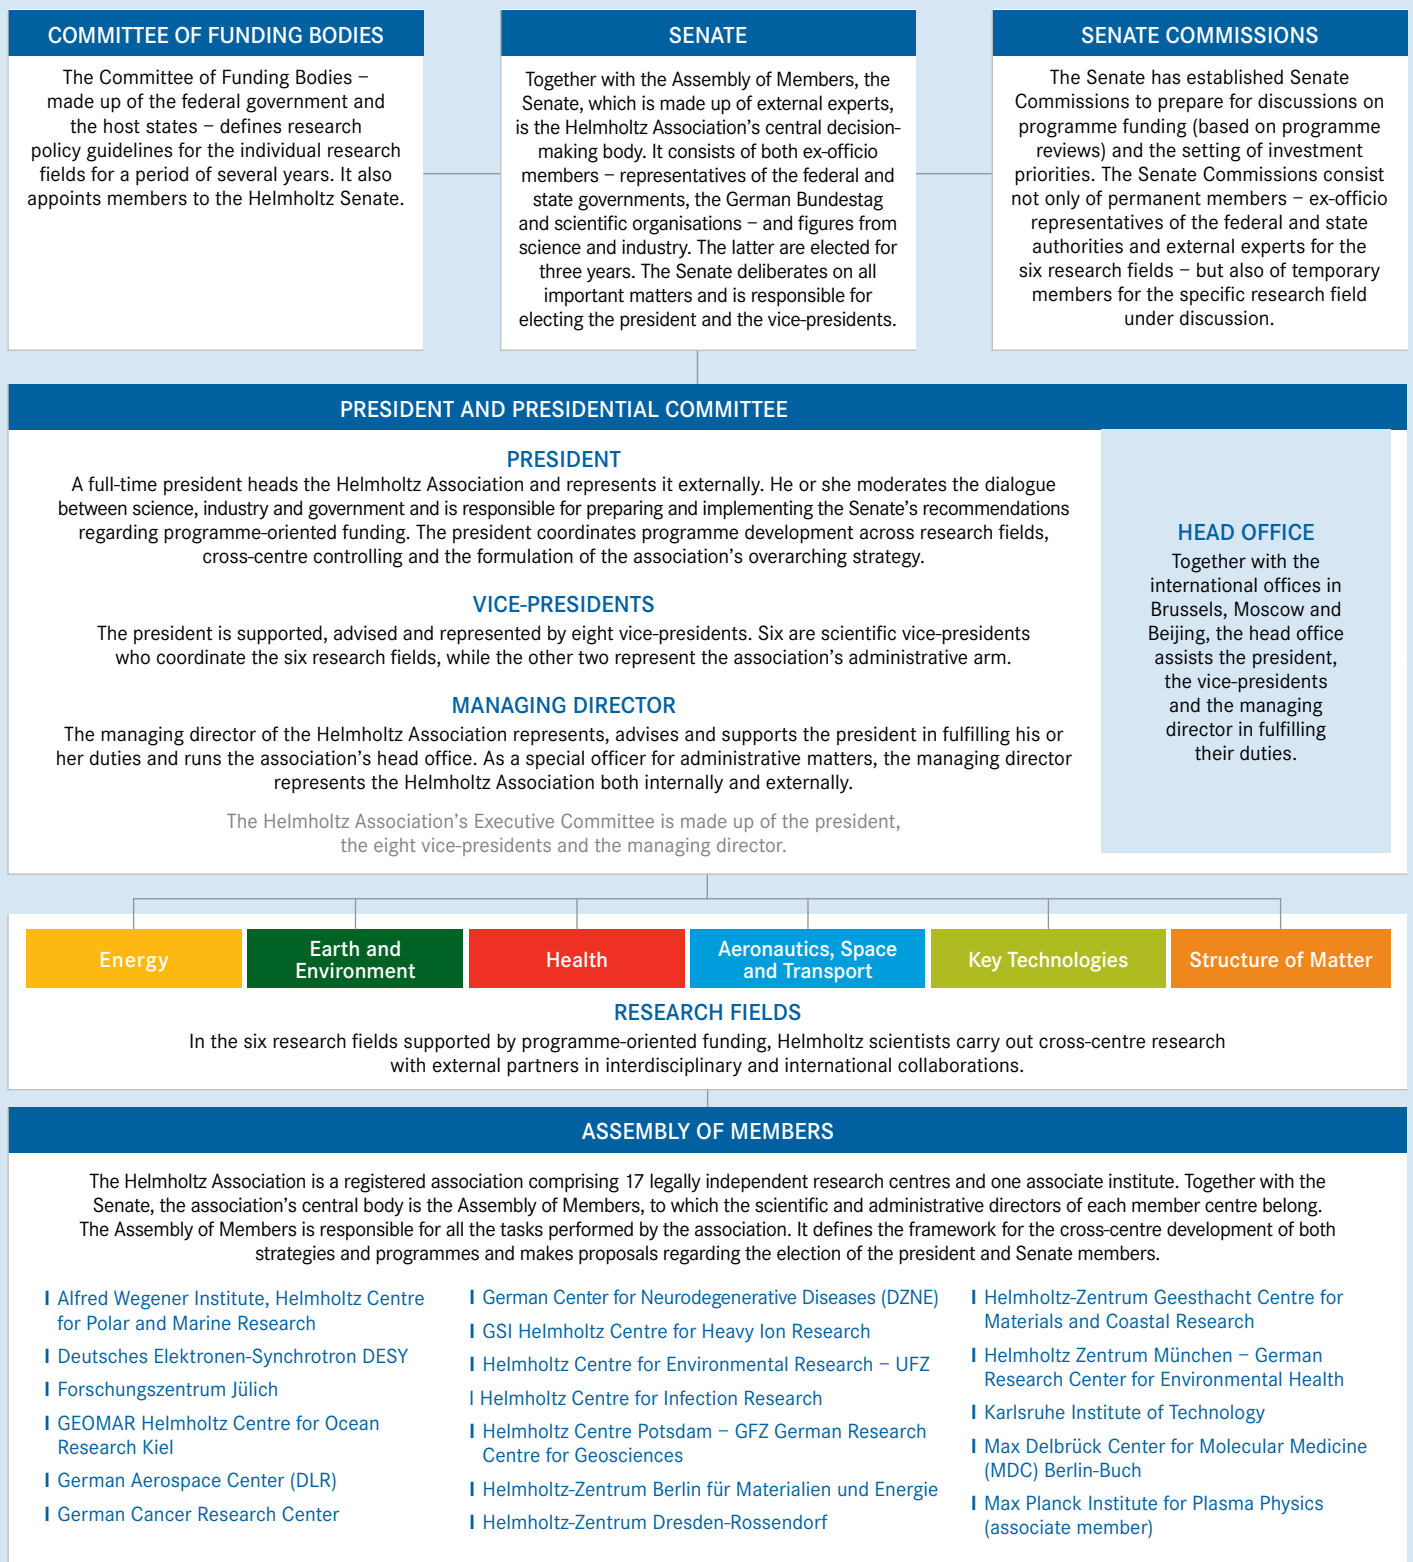 COMMITTEE OF FUNDING BODIES
The Committee of Funding Bodies –
made up of the federal government and
the host states – defines research
policy guidelines for the individual research
fields for a period of several years. It also
appoints members to the Helmholtz Senate.
SENATE
Together with the Assembly of Members, the
Senate, which is made up of external experts,
is the Helmholtz Association's central decision-
making body. It consists of both ex-officio
members – representatives of the federal and
state governments, the German Bundestag
and scientific organisations – and figures from
science and industry. The latter are elected for
three years. The Senate deliberates on all
important matters and is responsible for
electing the president and the vice-presidents.
SENATE COMMISSIONS
The Senate has established Senate
Commissions to prepare for discussions on
programme funding (based on programme
reviews) and the setting of investment
priorities. The Senate Commissions consist
not only of permanent members – ex-officio
representatives of the federal and state
authorities and external experts for the
six research fields – but also of temporary
members for the specific research field
under discussion.
PRESIDENT AND PRESIDENTIAL COMMITTEE
PRESIDENT
A full-time president heads the Helmholtz Association and represents it externally. He or she moderates the dialogue
between science, industry and government and is responsible for preparing and implementing the Senate's recommendations
regarding programme-oriented funding. The president coordinates programme development across research fields,
cross-centre controlling and the formulation of the association's overarching strategy.
VICE-PRESIDENTS
The president is supported, advised and represented by eight vice-presidents. Six are scientific vice-presidents
who coordinate the six research fields, while the other two represent the association's administrative arm.
MANAGING DIRECTOR
The managing director of the Helmholtz Association represents, advises and supports the president in fulfilling his or
her duties and runs the association's head office. As a special officer for administrative matters, the managing director
represents the Helmholtz Association both internally and externally.
The Helmholtz Association's Executive Committee is made up of the president,
the eight vice-presidents and the managing director.
HEAD OFFICE
Together with the
international offices in
Brussels, Moscow and
Beijing, the head office
assists the president,
the vice-presidents
and the managing
director in fulfilling
their duties.
Energy
Earth and
Environment
Health
Aeronautics, Space
and Transport
Key Technologies
Structure of Matter
RESEARCH FIELDS
In the six research fields supported by programme-oriented funding, Helmholtz scientists carry out cross-centre research
with external partners in interdisciplinary and international collaborations.
ASSEMBLY OF MEMBERS
The Helmholtz Association is a registered association comprising 17 legally independent research centres and one associate institute. Together with the
Senate, the association's central body is the Assembly of Members, to which the scientific and administrative directors of each member centre belong.
The Assembly of Members is responsible for all the tasks performed by the association. It defines the framework for the cross-centre development of both
strategies and programmes and makes proposals regarding the election of the president and Senate members.
I Alfred Wegener Institute, Helmholtz Centre
for Polar and Marine Research
I Deutsches Elektronen-Synchrotron DESY
I Forschungszentrum Jülich
I GEOMAR Helmholtz Centre for Ocean
Research Kiel
I German Aerospace Center (DLR)
I German Cancer Research Center
I German Center for Neurodegenerative Diseases (DZNE)
I GSI Helmholtz Centre for Heavy Ion Research
I Helmholtz Centre for Environmental Research – UFZ
I Helmholtz Centre for Infection Research
I Helmholtz Centre Potsdam – GFZ German Research
Centre for Geosciences
I Helmholtz-Zentrum Berlin für Materialien und Energie
I Helmholtz-Zentrum Dresden-Rossendorf
I Helmholtz-Zentrum Geesthacht Centre for
Materials and Coastal Research
I Helmholtz Zentrum München – German
Research Center for Environmental Health
I Karlsruhe Institute of Technology
I Max Delbrück Center for Molecular Medicine
(MDC) Berlin-Buch
I Max Planck Institute for Plasma Physics
(associate member)